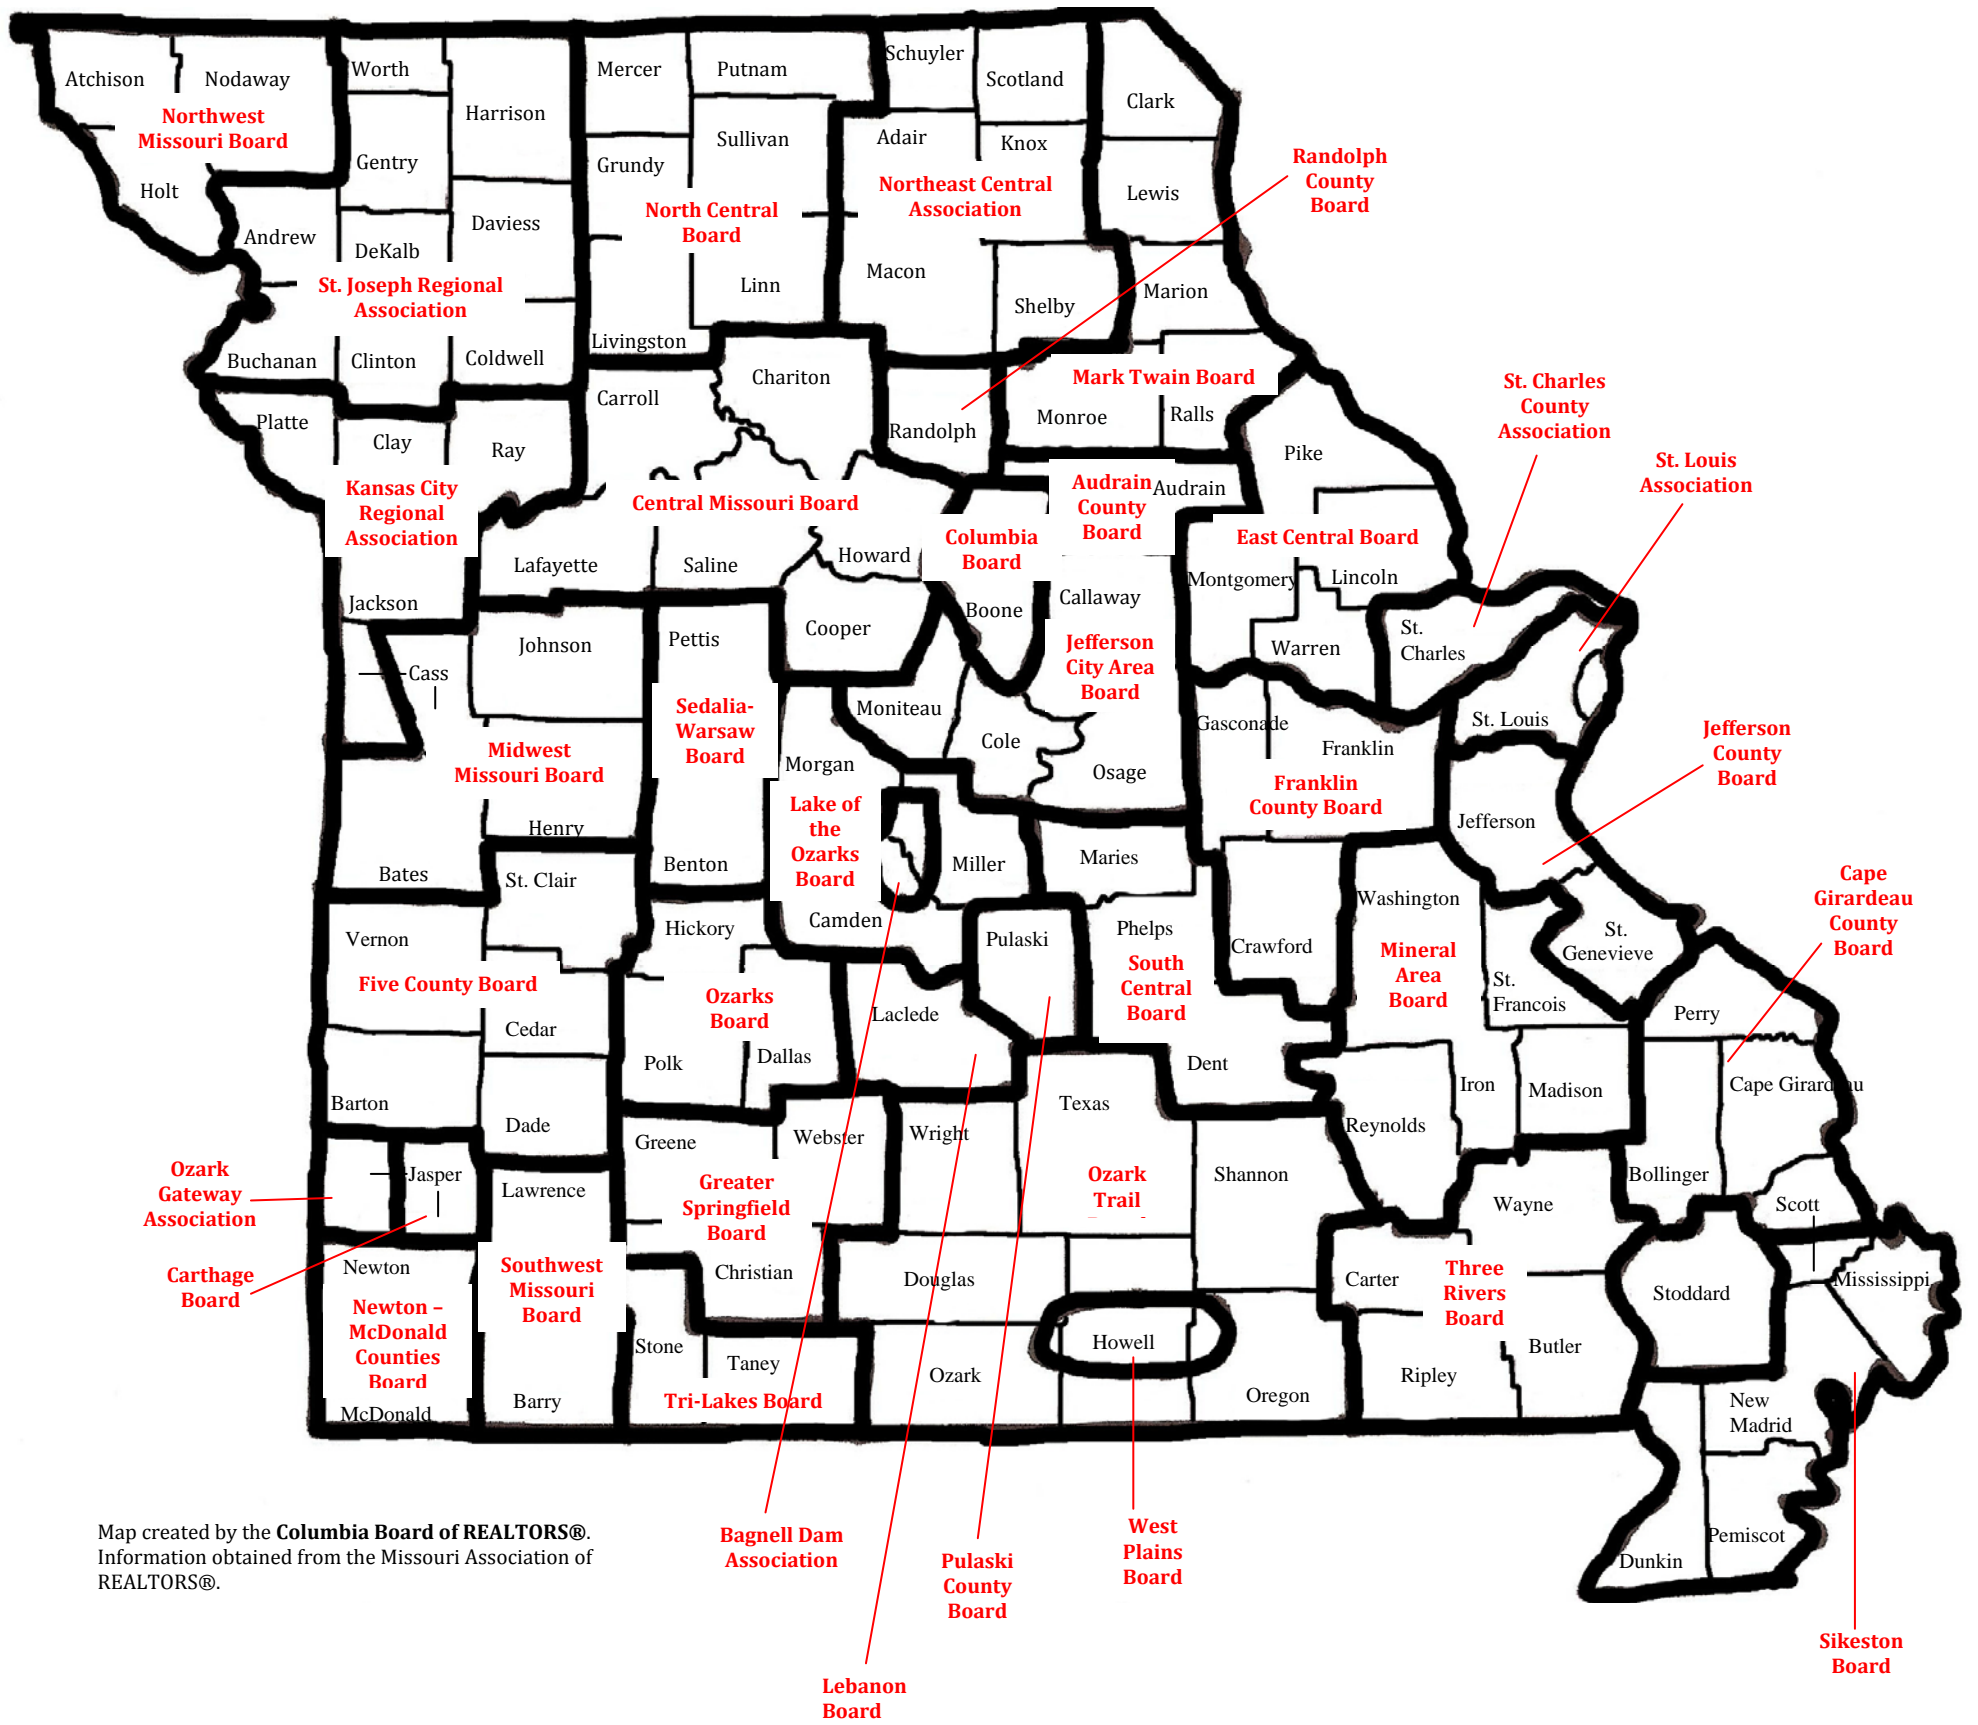 Schuyler
Worth
Mercer
Putnam
Atchison
Nodaway
Scotland
Clark
Harrison
Northwest
Missouri Board
Sullivan
Adair
Knox
Gentry
Grundy
Randolph
County
Board
Holt
Northeast Central
Association
Lewis
North Central
Board
Daviess
Andrew
DeKalb
Macon
Linn
St. Joseph Regional
Association
Marion
Shelby
Livingston
Buchanan
Clinton
Coldwell
Chariton
Mark Twain Board
St. Charles
County
Association
Carroll
Platte
Clay
Ray
Randolph
Monroe
Ralls
Pike
St. Louis
Association
Kansas City
Regional
Association
Central Missouri Board
Audrain
County
Board
Audrain
Columbia
Board
East Central Board
Howard
Lafayette
Saline
Montgomery
Lincoln
Jackson
Boone
Callaway
Cooper
Johnson
Pettis
St.
Charles
Warren
Jefferson
City Area
Board
Cass
Sedalia-
Warsaw
Board
Moniteau
Gasconade
St. Louis
Jefferson
County
Board
Cole
Franklin
Midwest
Missouri Board
Morgan
Osage
Franklin
County Board
Lake of
the
Ozarks
Board
Jefferson
Henry
Miller
Maries
Benton
Bates
St. Clair
Cape
Girardeau
County
Board
Washington
Camden
Hickory
Phelps
Vernon
Pulaski
Crawford
St.
Genevieve
Mineral
Area
Board
South
Central
Board
Five County Board
Ozarks
Board
St.
Francois
Laclede
Perry
Cedar
Polk
Dallas
Dent
Iron
Madison
Cape Girardeau
Barton
Texas
Dade
Greene
Webster
Wright
Reynolds
Ozark
Gateway
Association
Jasper
Lawrence
Greater
Springfield
Board
Ozark
Trail
Shannon
Bollinger
Wayne
Scott
Carthage
Board
Newton
Southwest
Missouri
Board
Christian
Douglas
Carter
Three
Rivers
Board
Stoddard
Mississippi
Newton –
McDonald
Counties
Board
Stone
Taney
Howell
Butler
Ozark
Ripley
Oregon
Barry
Tri-Lakes Board
McDonald
New
Madrid
Map created by the Columbia Board of REALTORS®.
Information obtained from the Missouri Association of
REALTORS®.
Bagnell Dam
Association
West
Plains
Board
Pulaski
County
Board
Pemiscot
Dunkin
Sikeston
Board
Lebanon
Board